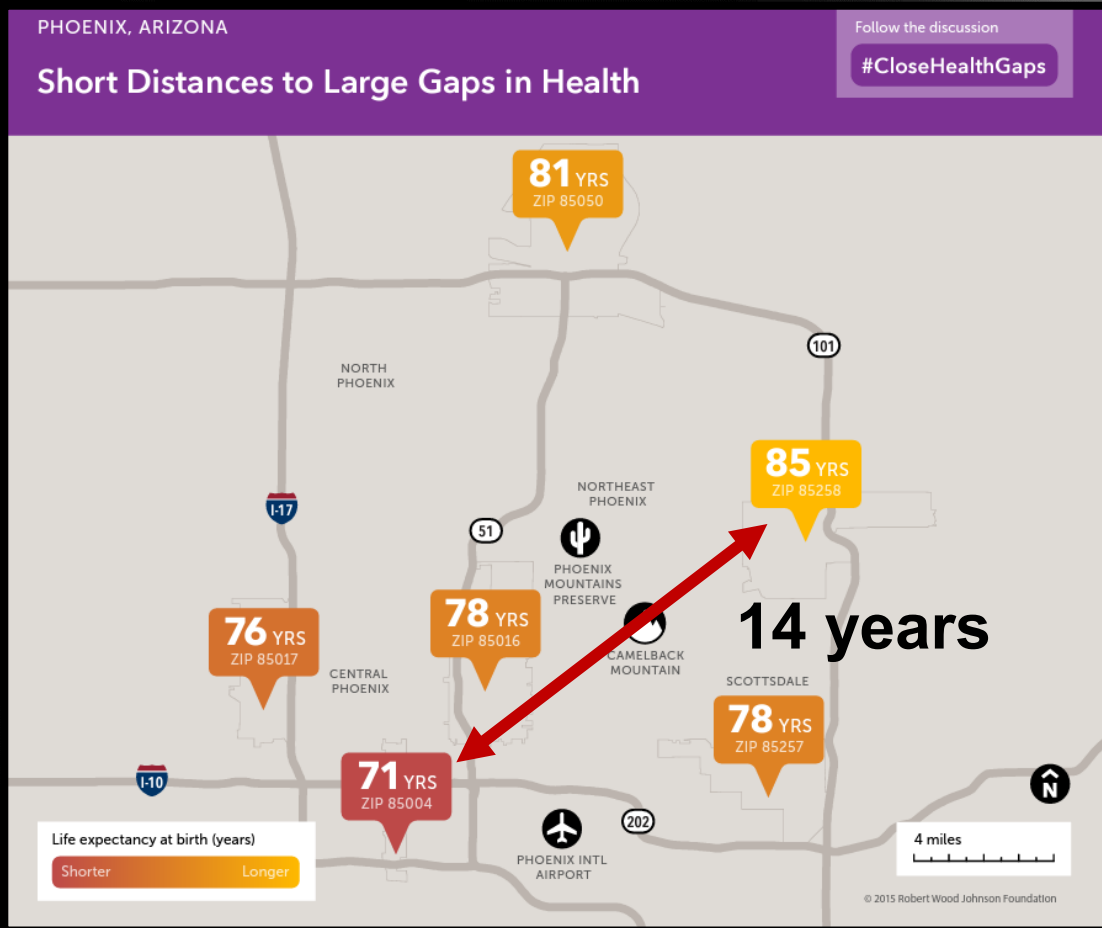 PHOENIX, ARIZONA
Short Distances to Large Gaps in Health
Follow the discussion
#CloseHealthGaps
81 YRS
ZIP 85050
101
NORTH
PHOENIX
85 YRS
ZIP 85258
NORTHEAST
PHOENIX
I-17
51
PHOENIX
MOUNTAINS
PRESERVE
78 YRS
ZIP 85016
14 years
76 YRS
ZIP 85017
CAMELBACK
MOUNTAIN
CENTRAL
PHOENIX
SCOTTSDALE
78 YRS
ZIP 85257
71 YRS
ZIP 85004
I-10
N
202
PHOENIX INTL
AIRPORT
Life expectancy at birth (years)
Shorter Longer
4 miles
© 2015 Robert Wood Johnson Foundation